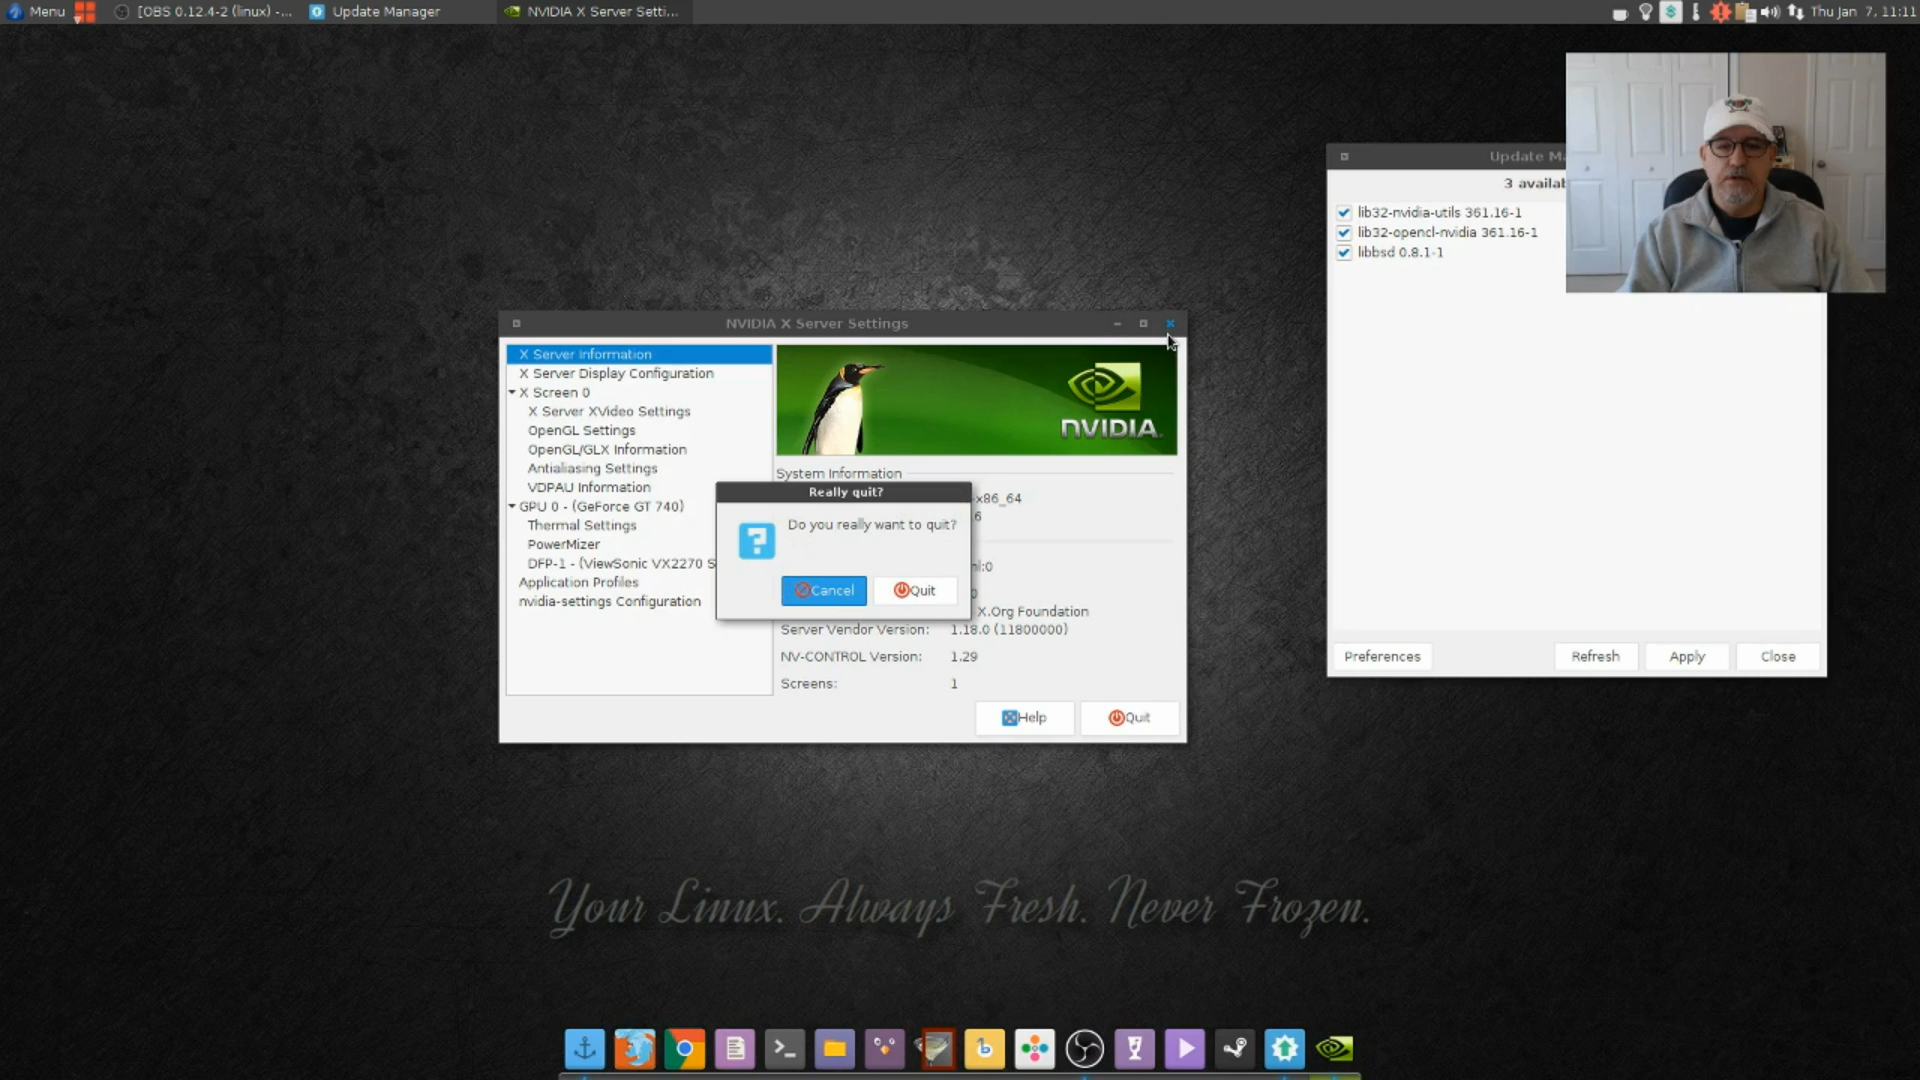 Menu
[OBS 0.12.4-2 (linux) -...
Update Manager
NVIDIA X Server Setti...
Thu Jan 7, 11:11
Update Ma
3 availab
lib32-nvidia-utils 361.16-1
lib32-opencl-nvidia 361.16-1
libbsd 0.8.1-1
Preferences
Refresh
Apply
Close
NVIDIA X Server Settings
X Server Information
X Server Display Configuration
X Screen 0
X Server XVideo Settings
OpenGL Settings
OpenGL/GLX Information
Antialiasing Settings
VDPAU Information
GPU 0 - (GeForce GT 740)
Thermal Settings
PowerMizer
DFP-1 - (ViewSonic VX2270 S
Application Profiles
nvidia-settings Configuration
NVIDIA
System Information
-x86_64
6
Really quit?
Do you really want to quit?
Cancel
Quit
nl:0
0
X.Org Foundation
Server Vendor Version: 1.18.0 (11800000)
NV-CONTROL Version: 1.29
Screens: 1
Help
Quit
Your Linux. Always Fresh. Never Frozen.